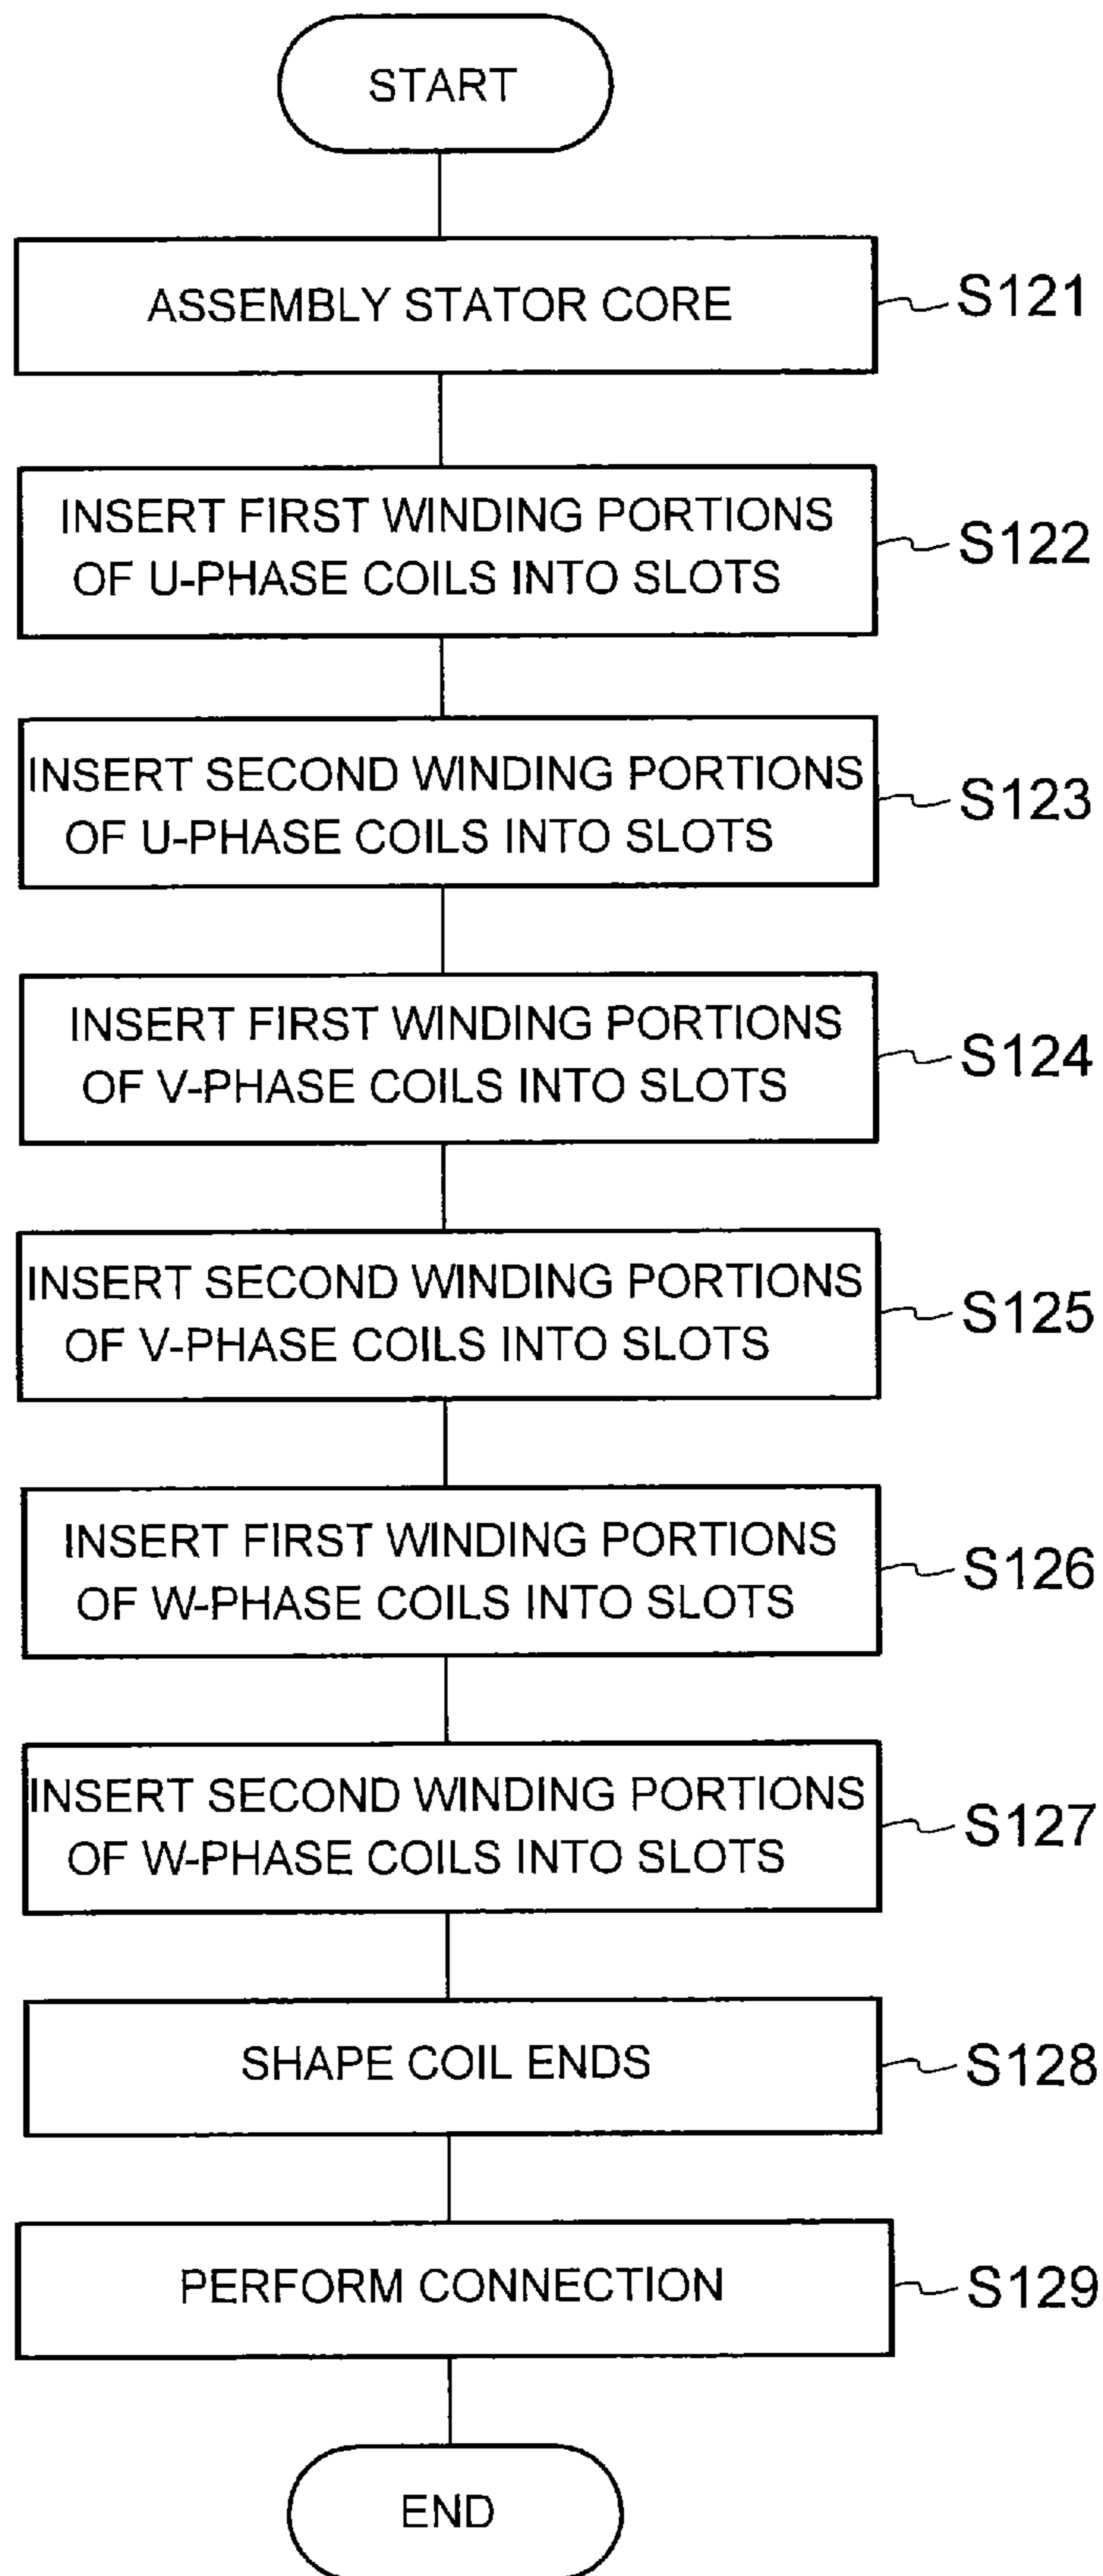 START
ASSEMBLY STATOR CORE
S121
INSERT FIRST WINDING PORTIONS
OF U-PHASE COILS INTO SLOTS
S122
INSERT SECOND WINDING PORTIONS
OF U-PHASE COILS INTO SLOTS
S123
INSERT FIRST WINDING PORTIONS
OF V-PHASE COILS INTO SLOTS
S124
INSERT SECOND WINDING PORTIONS
OF V-PHASE COILS INTO SLOTS
S125
INSERT FIRST WINDING PORTIONS
OF W-PHASE COILS INTO SLOTS
S126
INSERT SECOND WINDING PORTIONS
OF W-PHASE COILS INTO SLOTS
S127
SHAPE COIL ENDS
S128
PERFORM CONNECTION
S129
END